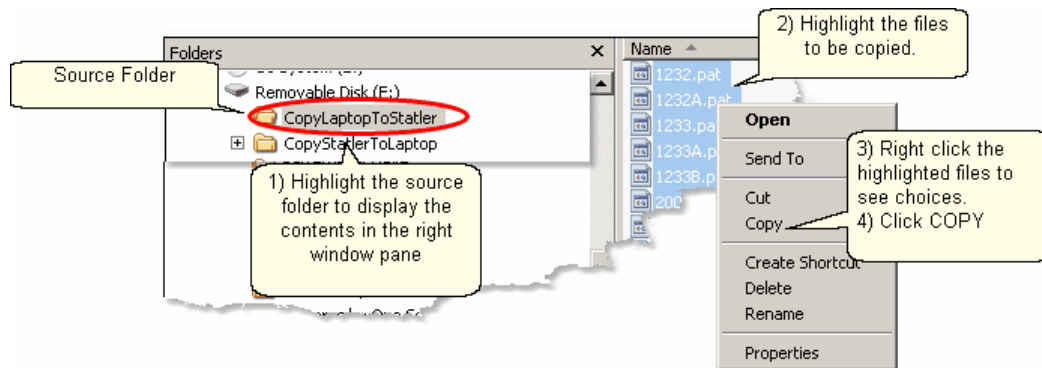 Folders
Source Folder
Removable Disk (F:)
CopyLaptopToStatler
CopyStatlerToLaptop
1) Highlight the source
folder to display the
contents in the right
window pane
Name
2) Highlight the files
to be copied.
1232.pat
1232A.pat
1233.pa
1233A.p
1233B.p
200
Open
Send To
Cut
Copy
Create Shortcut
Delete
Rename
Properties
3) Right click the
highlighted files to
see choices.
4) Click COPY